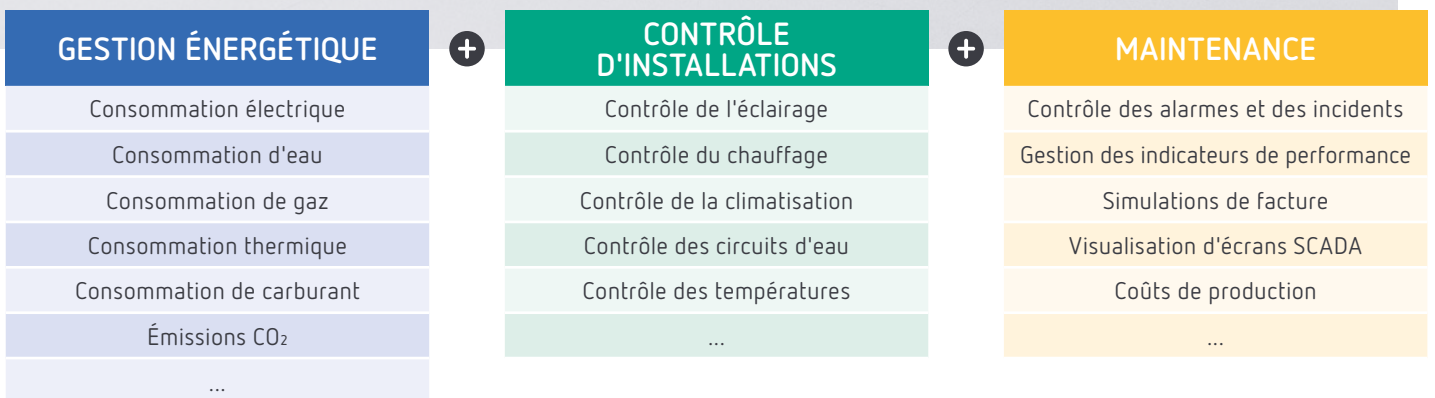 GESTION ÉNERGÉTIQUE
Consommation électrique
Consommation d'eau
Consommation de gaz
Consommation thermique
Consommation de carburant
Émissions CO₂
...
+
CONTRÔLE
D'INSTALLATIONS
Contrôle de l'éclairage
Contrôle du chauffage
Contrôle de la climatisation
Contrôle des circuits d'eau
Contrôle des températures
...
+
MAINTENANCE
Contrôle des alarmes et des incidents
Gestion des indicateurs de performance
Simulations de facture
Visualisation d'écrans SCADA
Coûts de production
...